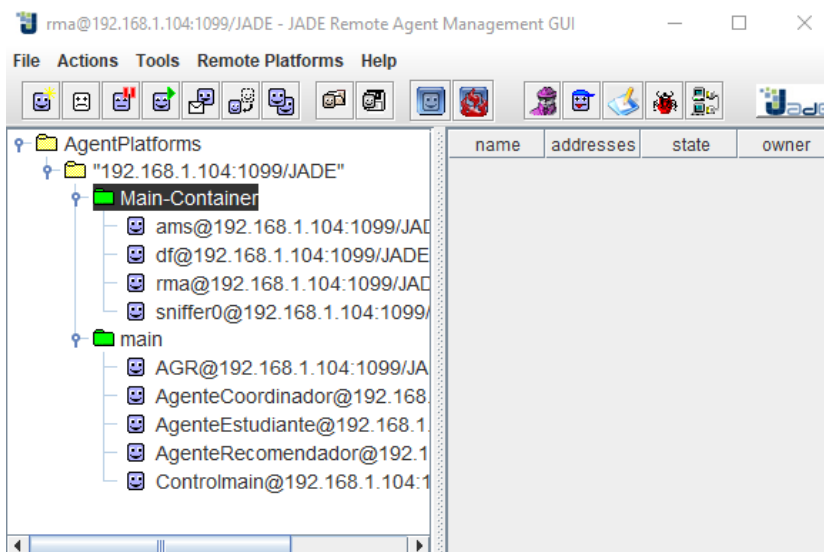 rma@192.168.1.104:1099/JADE - JADE Remote Agent Management GUI
File Actions Tools Remote Platforms Help
Jade
AgentPlatforms
"192.168.1.104:1099/JADE"
Main-Container
ams@192.168.1.104:1099/JAD
df@192.168.1.104:1099/JADE
rma@192.168.1.104:1099/JAD
sniffer0@192.168.1.104:1099/
main
AGR@192.168.1.104:1099/JA
AgenteCoordinador@192.168.
AgenteEstudiante@192.168.1.
AgenteRecomendador@192.1
Controlmain@192.168.1.104:1
name addresses state owner